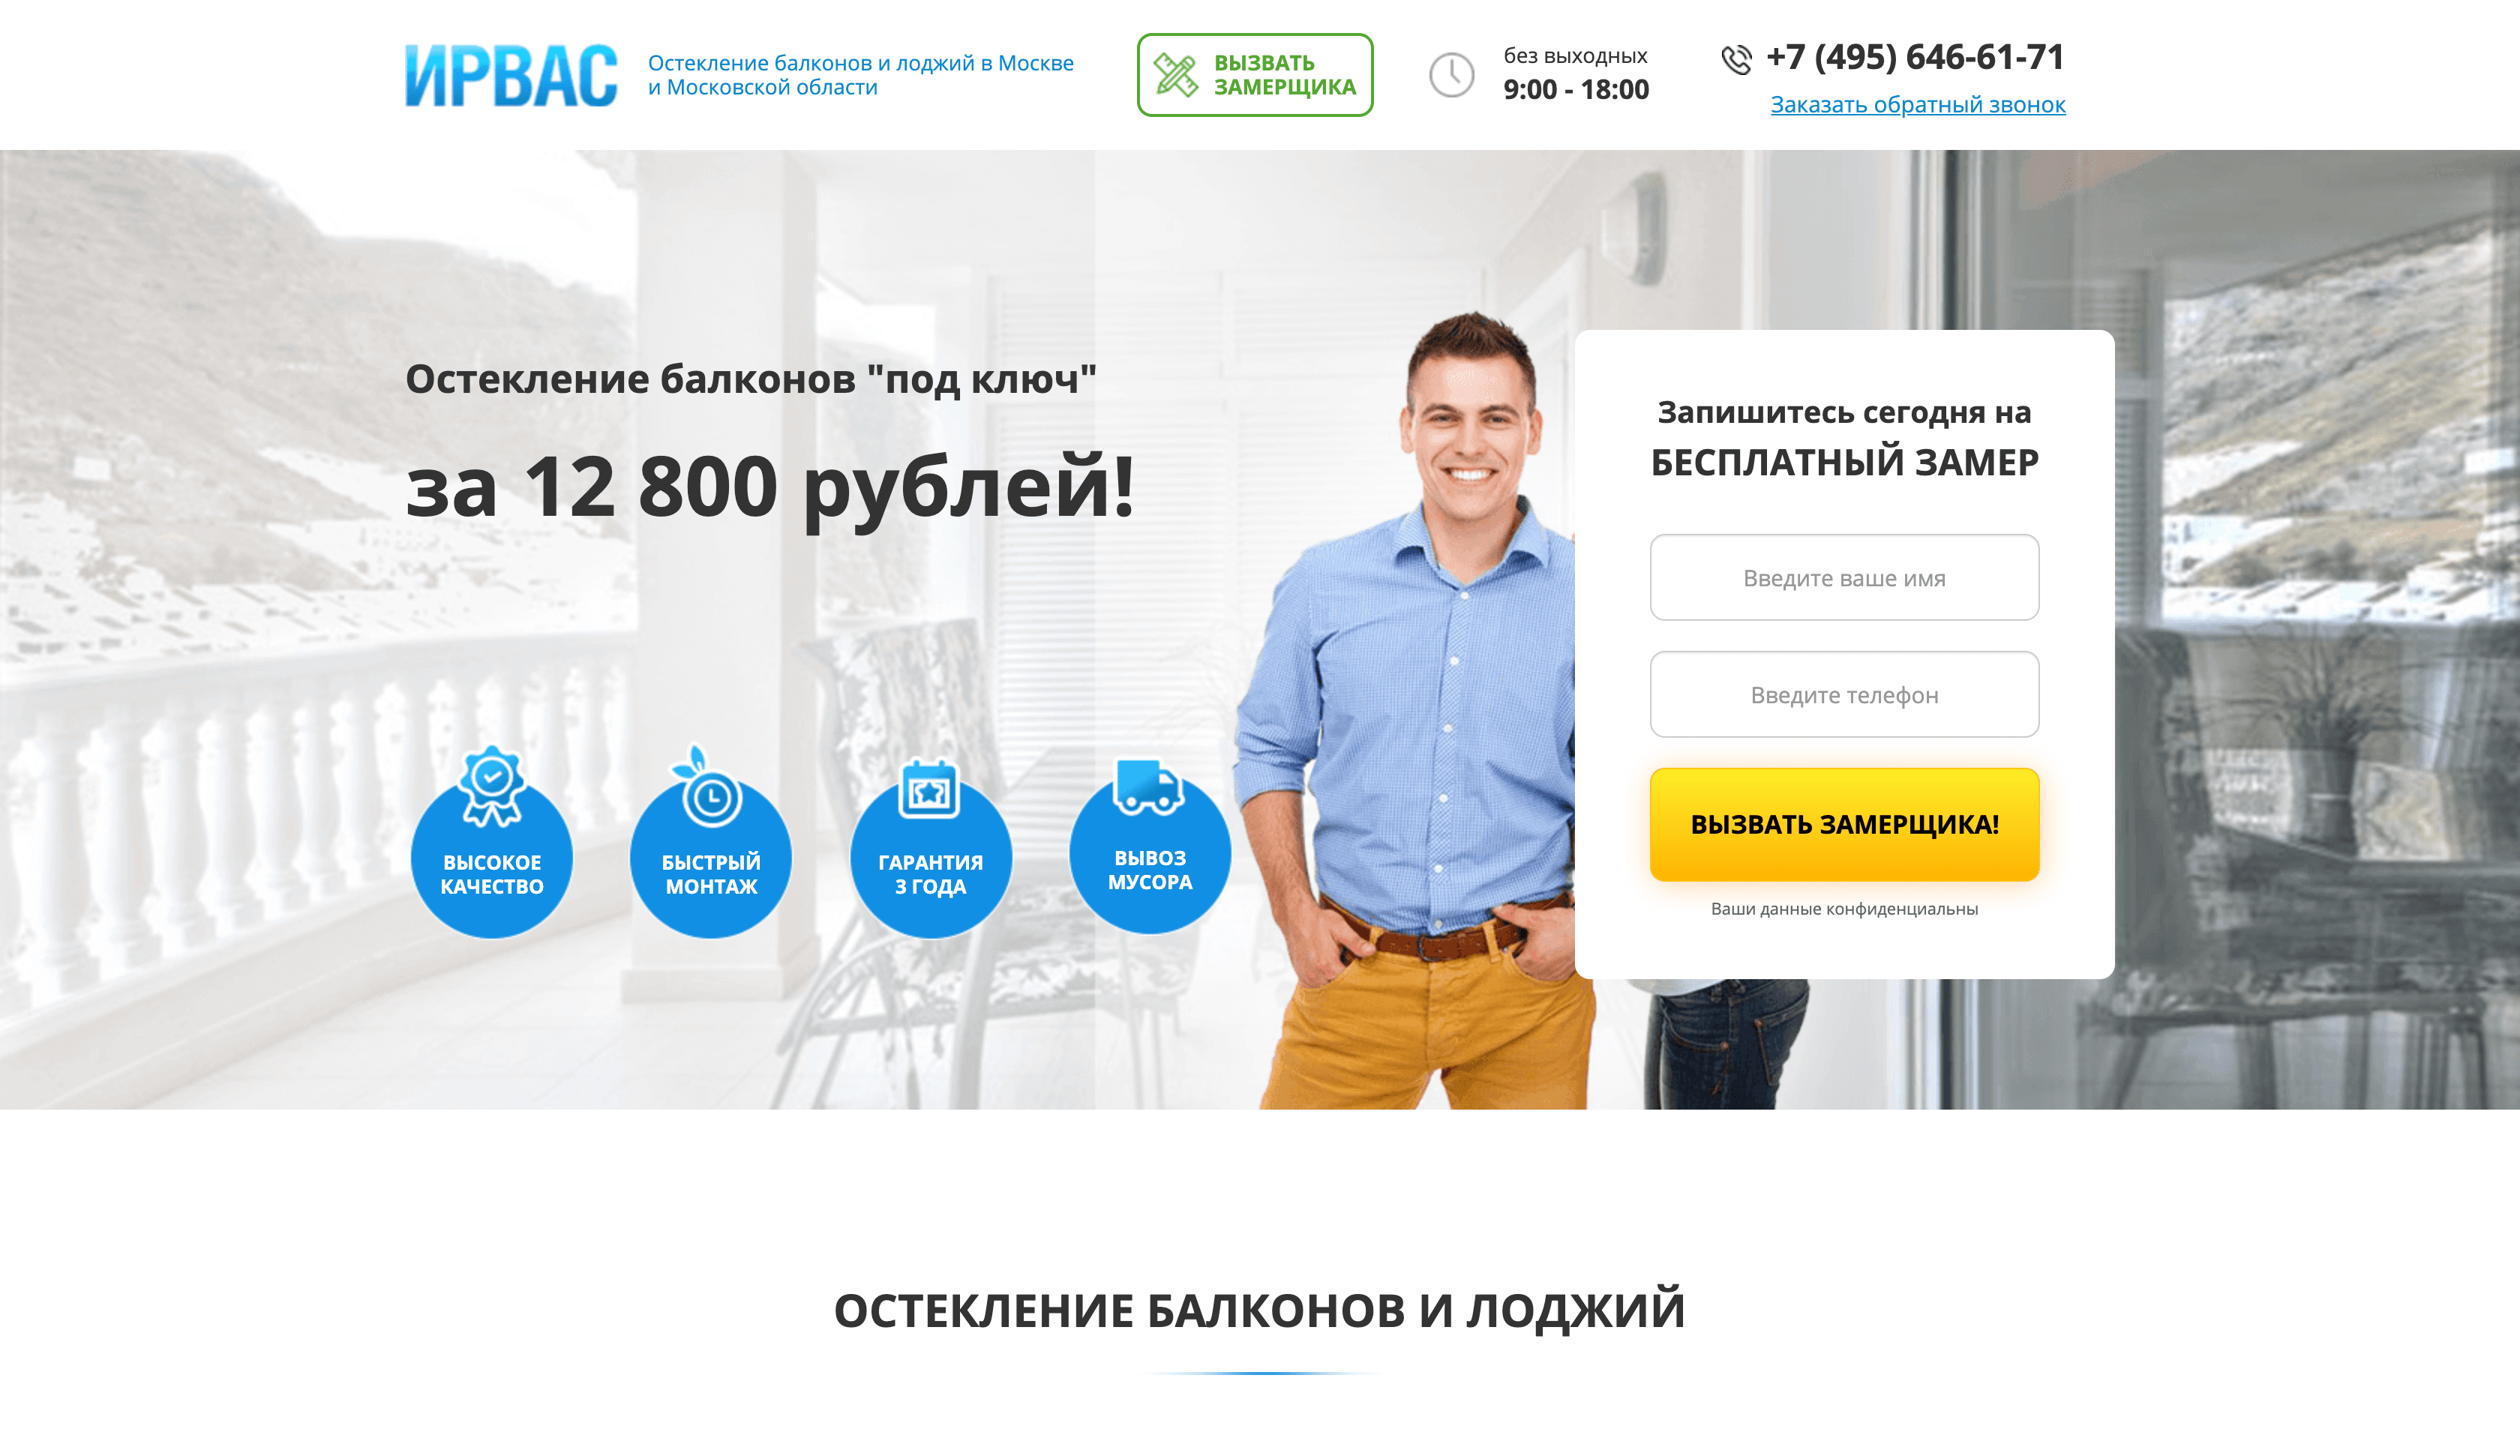 ИРВАС
Остекление балконов и лоджий в Москве
и Московской области
ВЫЗВАТЬ
ЗАМЕРЩИКА
без выходных
9:00 - 18:00
+7 (495) 646-61-71
Заказать обратный звонок
Остекление балконов "под ключ"
за 12 800 рублей!
ВЫСОКОЕ
КАЧЕСТВО
БЫСТРЫЙ
МОНТАЖ
ГАРАНТИЯ
3 ГОДА
ВЫВОЗ
МУСОРА
Запишитесь сегодня на
БЕСПЛАТНЫЙ ЗАМЕР
Введите ваше имя
Введите телефон
ВЫЗВАТЬ ЗАМЕРЩИКА!
Ваши данные конфиденциальны
ОСТЕКЛЕНИЕ БАЛКОНОВ И ЛОДЖИЙ